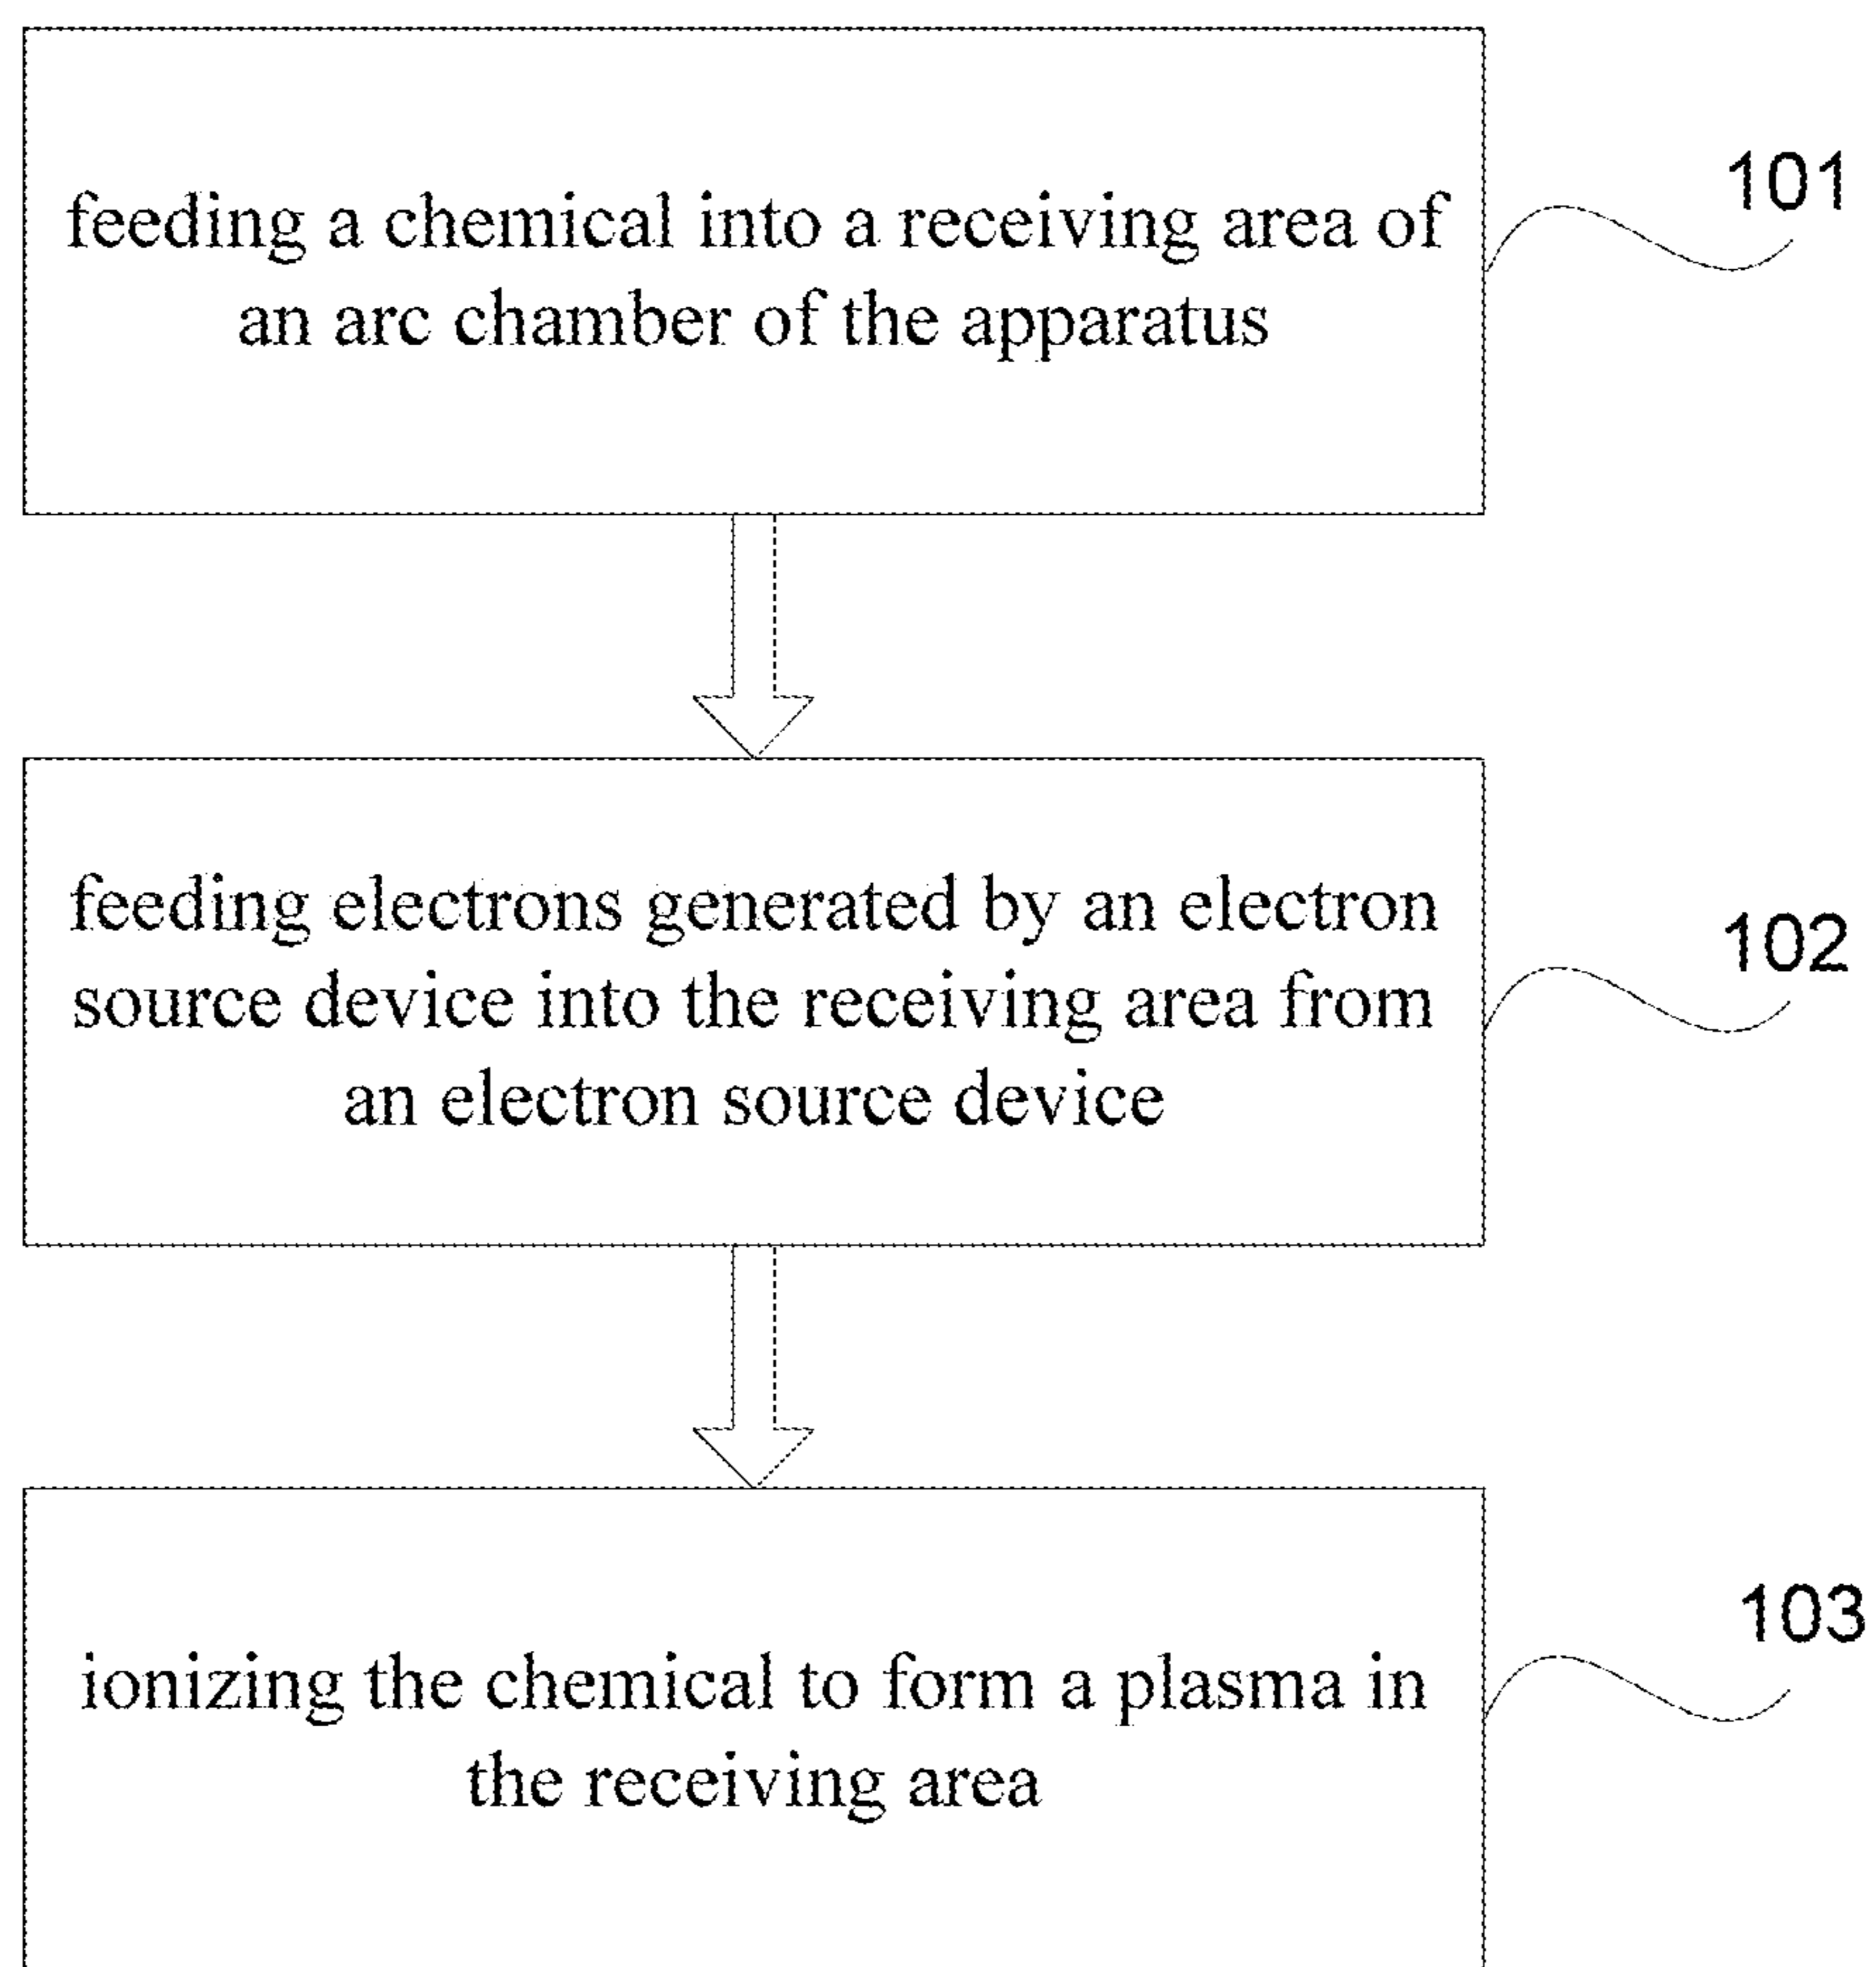 feeding a chemical into a receiving area of
an arc chamber of the apparatus
101
feeding electrons generated by an electron
source device into the receiving area from
an electron source device
102
ionizing the chemical to form a plasma in
the receiving area
103